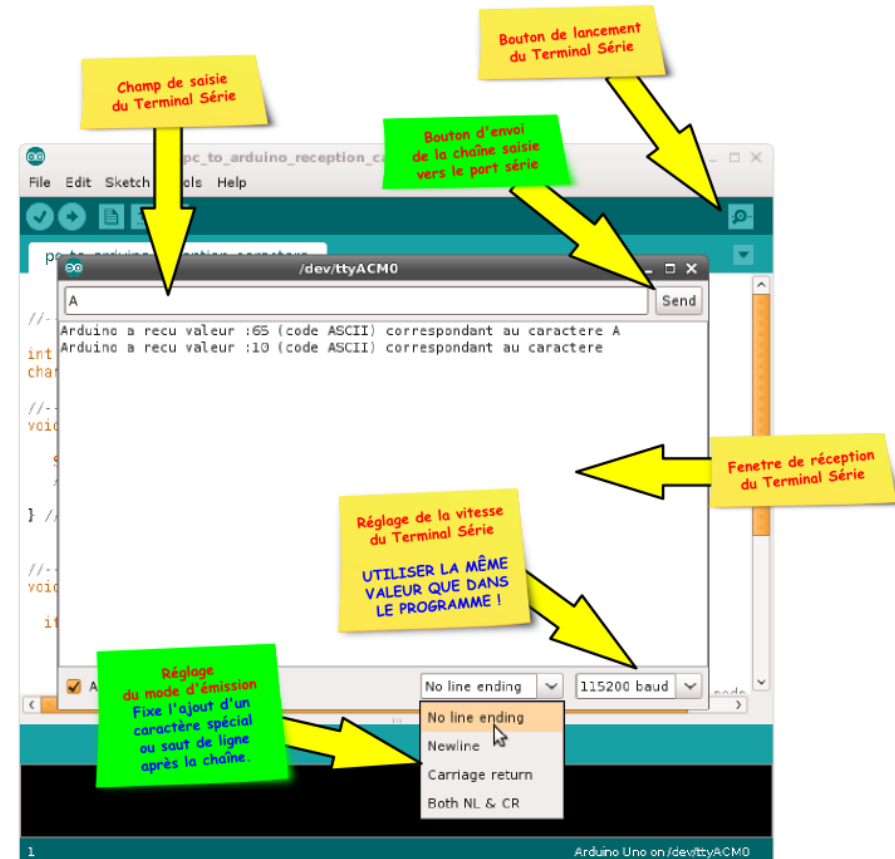 Bouton de lancement
du Terminal Série
Champ de saisie
du Terminal Série
Bouton d'envoi
de la chaîne saisie
vers le port série
pc_to_arduino_reception_ca
File Edit Sketch ols Help
/dev/ttyACM0
A
Send
Arduino a recu valeur :65 (code ASCII) correspondant au caractere A
Arduino a recu valeur :10 (code ASCII) correspondant au caractere
//--
int
char
//--
void
} //
//--
void
Fenetre de réception
du Terminal Série
Réglage de la vitesse
du Terminal Série
UTILISER LA MÊME
VALEUR QUE DANS
LE PROGRAMME !
Réglage
du mode d'émission
Fixe l'ajout d'un
caractère spécial
ou saut de ligne
après la chaîne.
A
No line ending
115200 baud
No line ending
Newline
Carriage return
Both NL & CR
1
Arduino Uno on /dev/ttyACM0